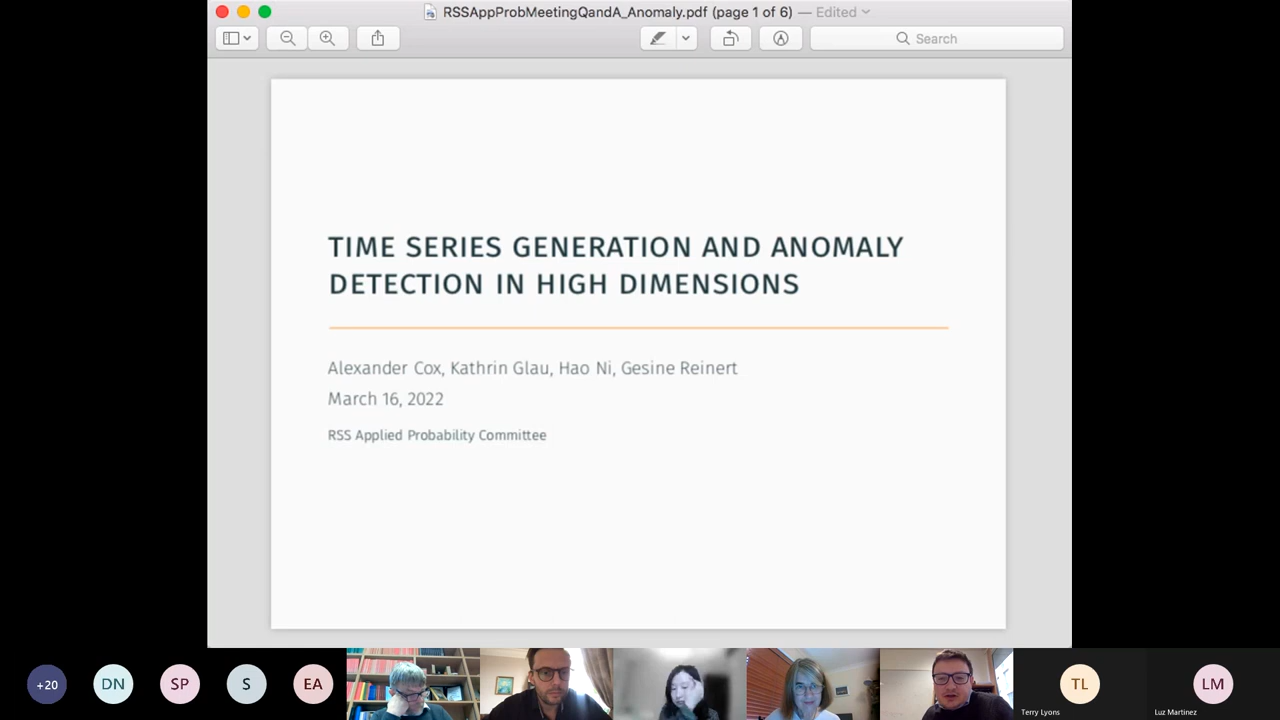 RSSAppProbMeetingQandA_Anomaly.pdf (page 1 of 6) — Edited
Search
TIME SERIES GENERATION AND ANOMALY
DETECTION IN HIGH DIMENSIONS
Alexander Cox, Kathrin Glau, Hao Ni, Gesine Reinert
March 16, 2022
RSS Applied Probability Committee
+20
DN
SP
S
EA
TL
LM
Terry Lyons
Luz Martinez